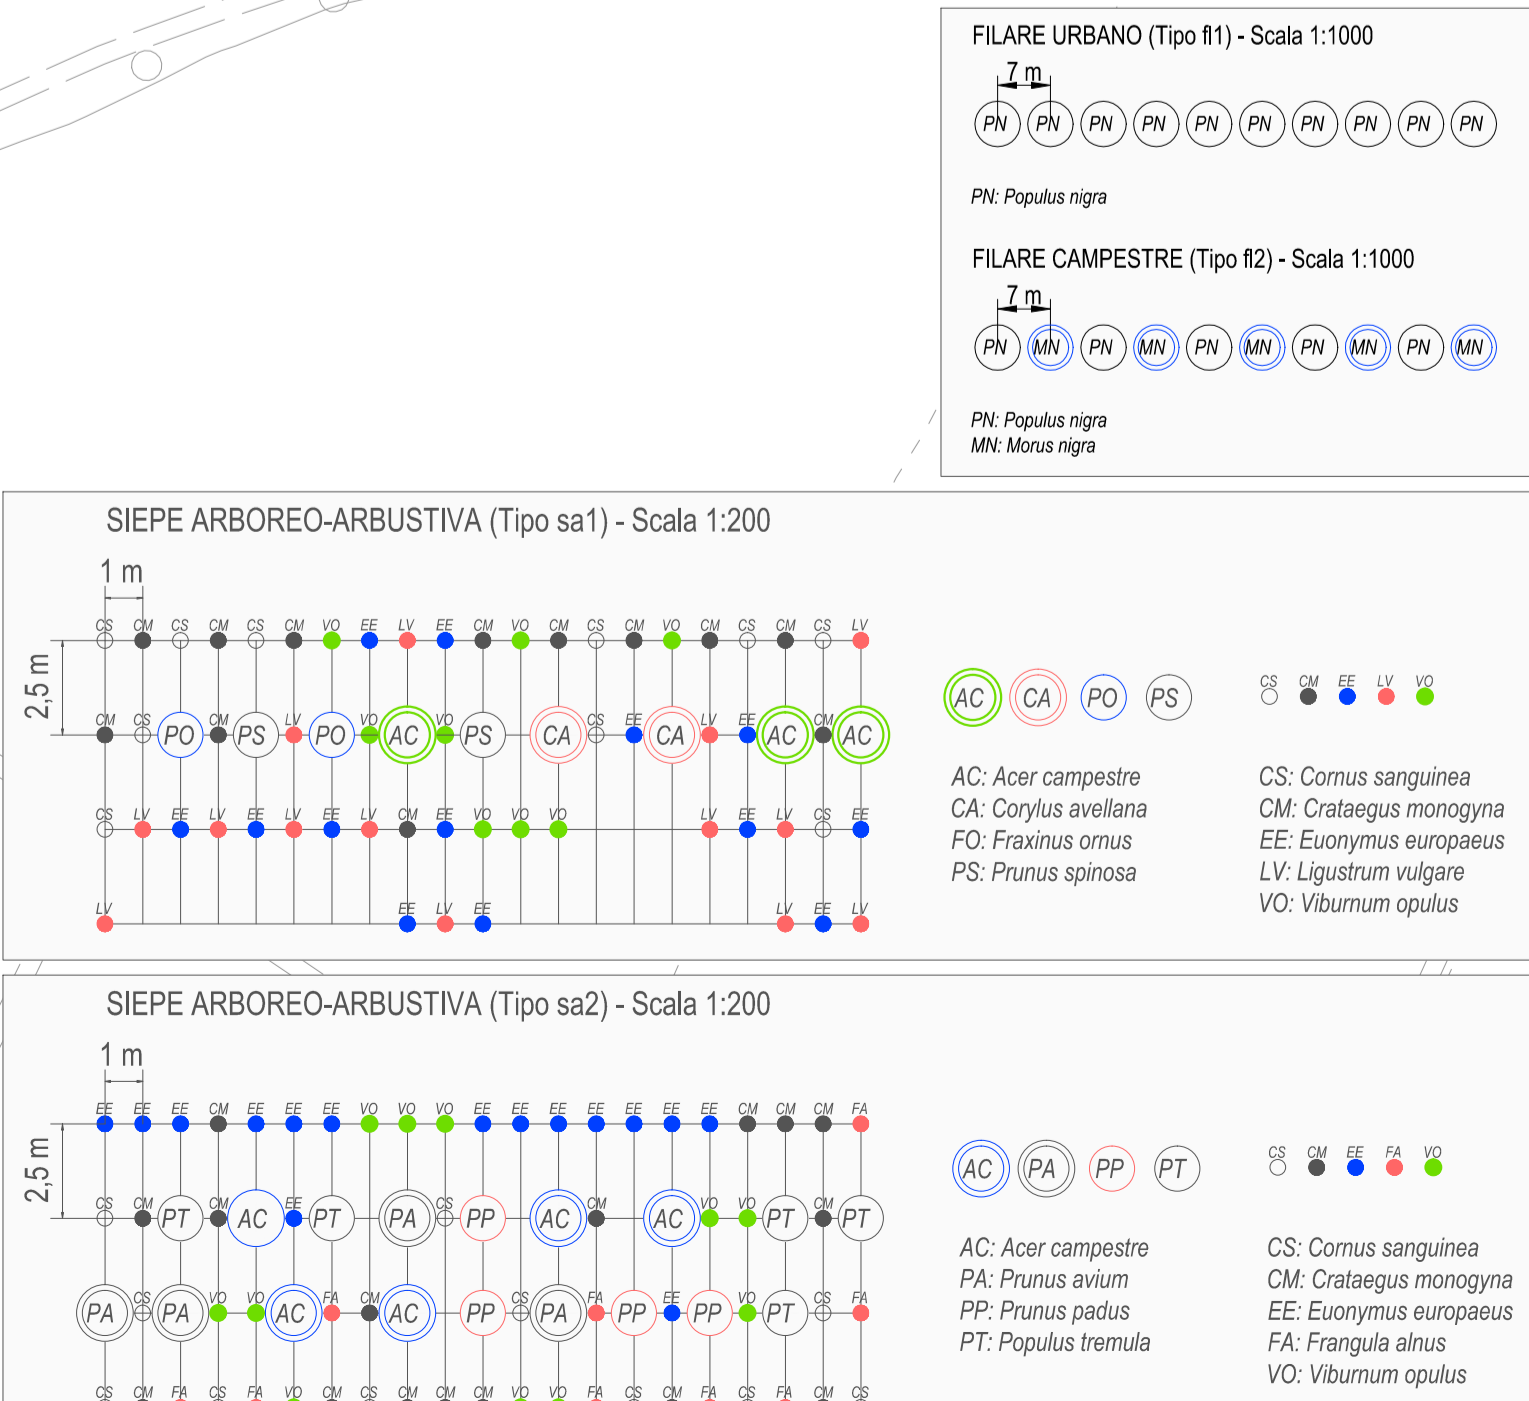 FILARE URBANO (Tipo fl1) - Scala 1:1000
7 m
PN PN PN PN PN PN PN PN PN PN
PN: Populus nigra
FILARE CAMPESTRE (Tipo fl2) - Scala 1:1000
7 m
PN MN PN MN PN MN PN MN PN MN
PN: Populus nigra
MN: Morus nigra
SIEPE ARBOREO-ARBUSTIVA (Tipo sa1) - Scala 1:200
1 m
2,5 m
CS CM CS CM CS CM VO EE LV EE CM VO CM CS CM VO CM CS CM CS LV
CM CS PO CM PS LV PO VO AC VO PS CA CS EE CA LV EE AC CM AC
CS LV EE LV EE LV EE LV CM EE VO VO VO LV EE LV CS EE
LV EE LV EE LV EE LV
AC CA PO PS
CS CM EE LV VO
AC: Acer campestre
CA: Corylus avellana
FO: Fraxinus ornus
PS: Prunus spinosa
CS: Cornus sanguinea
CM: Crataegus monogyna
EE: Euonymus europaeus
LV: Ligustrum vulgare
VO: Viburnum opulus
SIEPE ARBOREO-ARBUSTIVA (Tipo sa2) - Scala 1:200
1 m
2,5 m
EE EE EE CM EE EE EE VO VO VO EE EE EE EE EE EE EE CM CM CM FA
CS CM PT CM AC EE PT PA CS PP AC CM AC VO VO PT CM PT
PA CS PA VO VO AC FA CM AC PP CS PA FA PP EE PP VO PT CS FA
CS CM FA CS FA VO CM CS CM CM CM VO VO FA CS CM FA CS FA CM CS
AC PA PP PT
CS CM EE FA VO
AC: Acer campestre
PA: Prunus avium
PP: Prunus padus
PT: Populus tremula
CS: Cornus sanguinea
CM: Crataegus monogyna
EE: Euonymus europaeus
FA: Frangula alnus
VO: Viburnum opulus